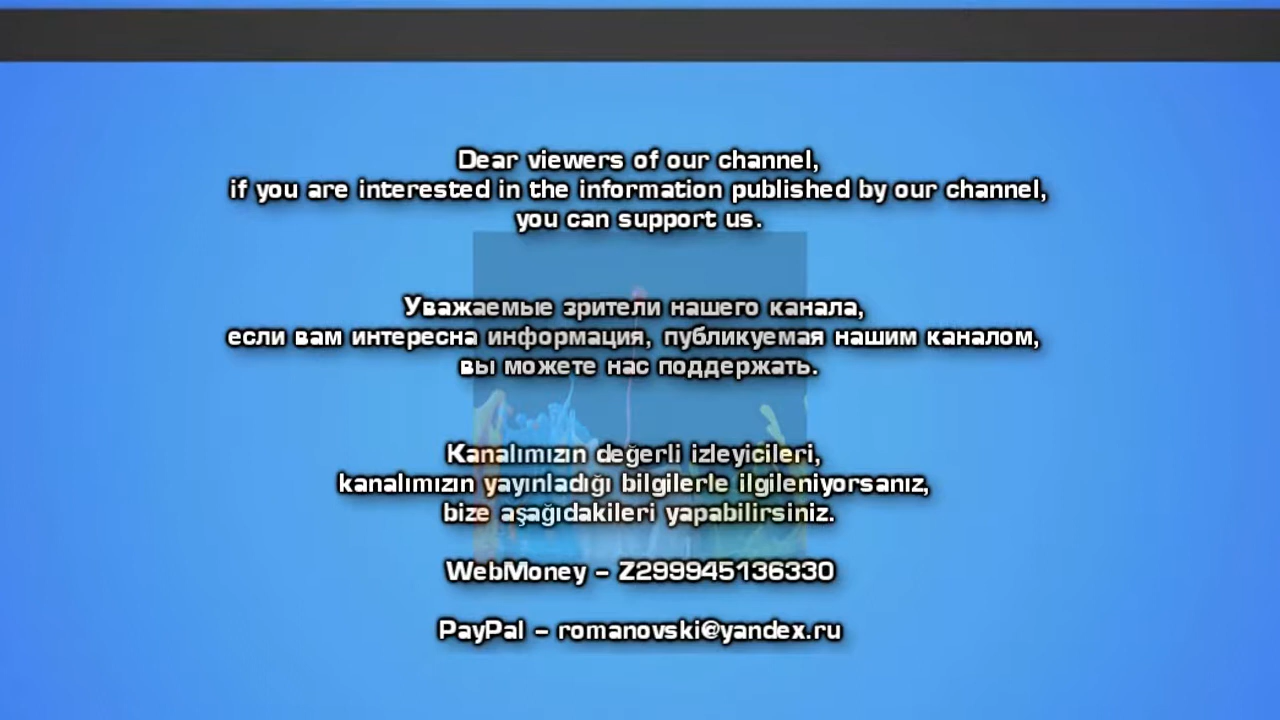 Dear viewers of our channel,
if you are interested in the information published by our channel,
you can support us.
Уважаемые зрители нашего канала,
если вам интересна информация, публикуемая нашим каналом,
вы можете нас поддержать.
Kanalımızın değerli izleyicileri,
kanalımızın yayınladığı bilgilerle ilgileniyorsanız,
bize aşağıdakileri yapabilirsiniz.
WebMoney – Z299945136330
PayPal – romanovski@yandex.ru